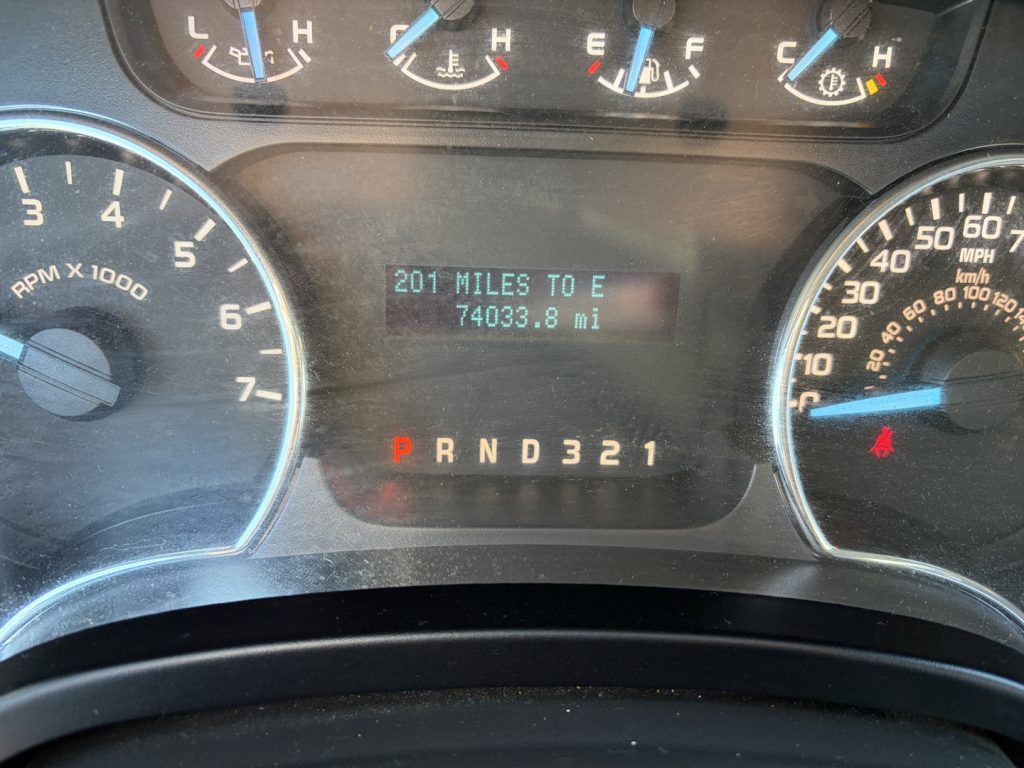 L H
C H
E F
C H
3 4 5 6 7
RPM X 1000
201 MILES TO E
74033.8 mi
P R N D 3 2 1
0 10 20 30 40 50 60
MPH
km/h
20 40 60 80 100 120